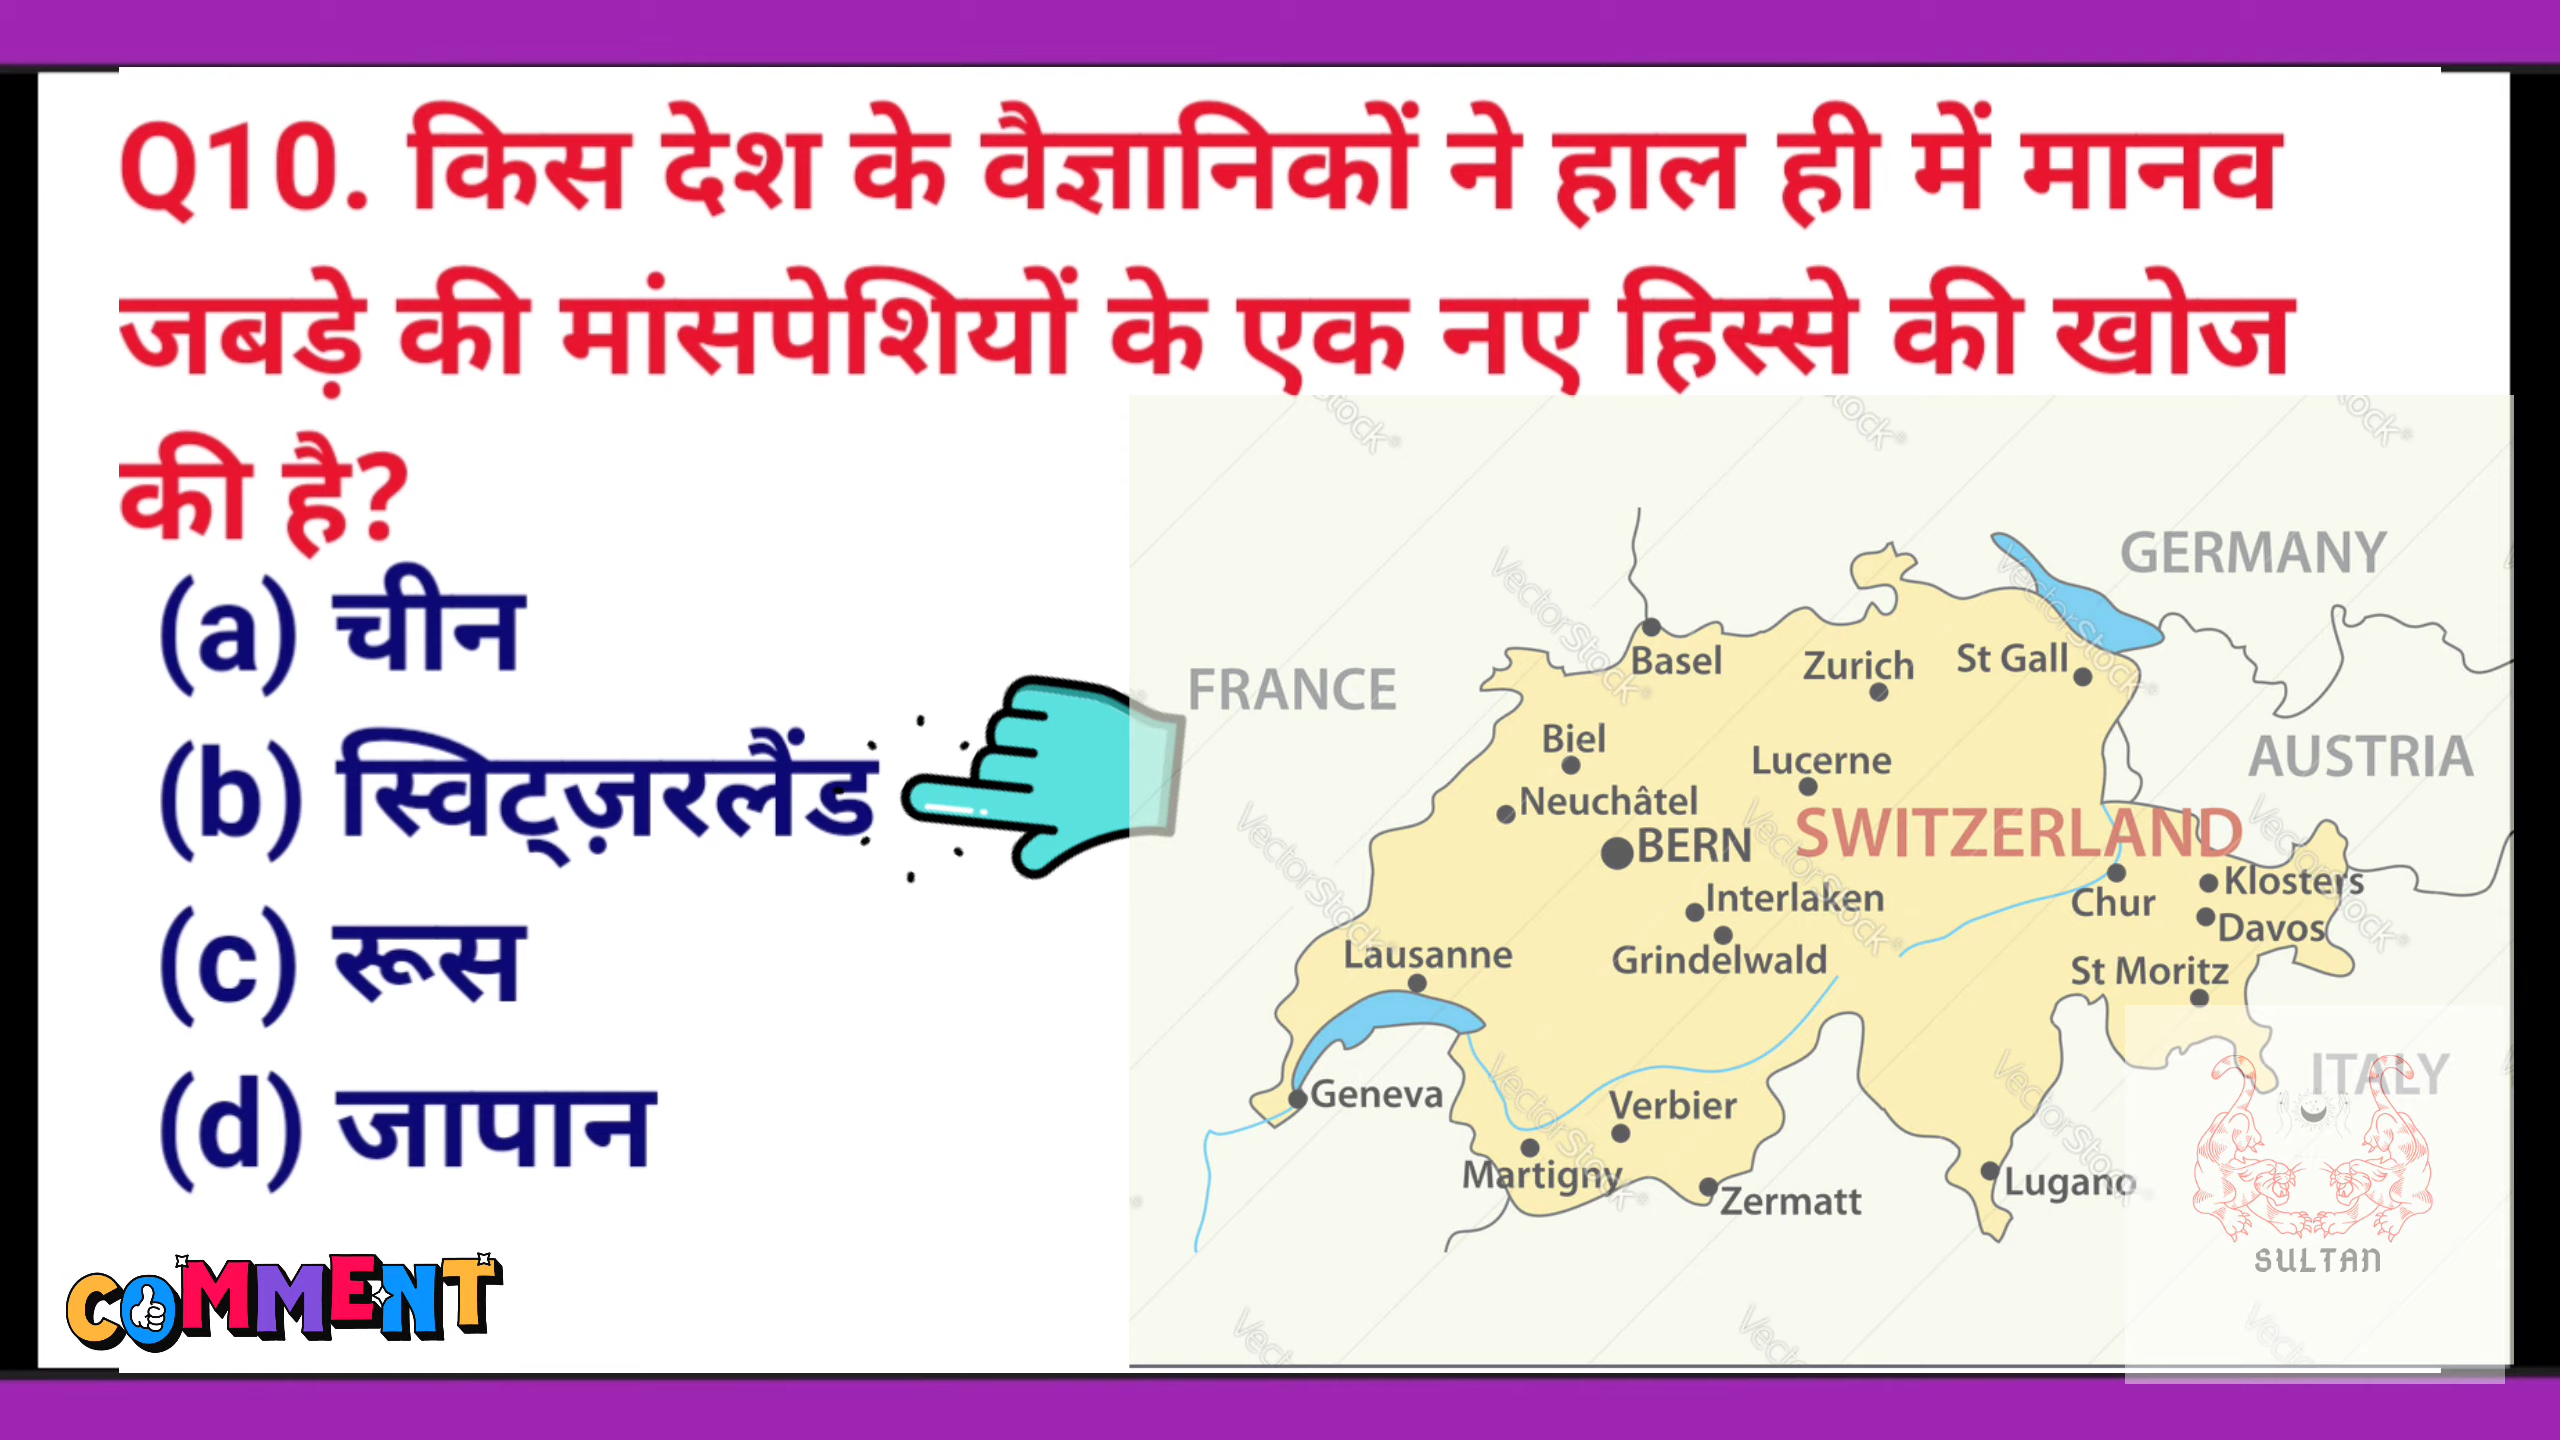 Q10. किस देश के वैज्ञानिकों ने हाल ही में मानव
जबड़े की मांसपेशियों के एक नए हिस्से की खोज
की है?
(a) चीन
(b) स्विट्ज़रलैंड
(c) रूस
(d) जापान
COMMENT
GERMANY
FRANCE
AUSTRIA
ITALY
SWITZERLAND
Basel
Zurich
St Gall
Biel
Lucerne
Neuchâtel
BERN
Interlaken
Grindelwald
Chur
Klosters
Davos
St Moritz
Lausanne
Geneva
Verbier
Martigny
Zermatt
Lugano
SULTAN
VectorStock®